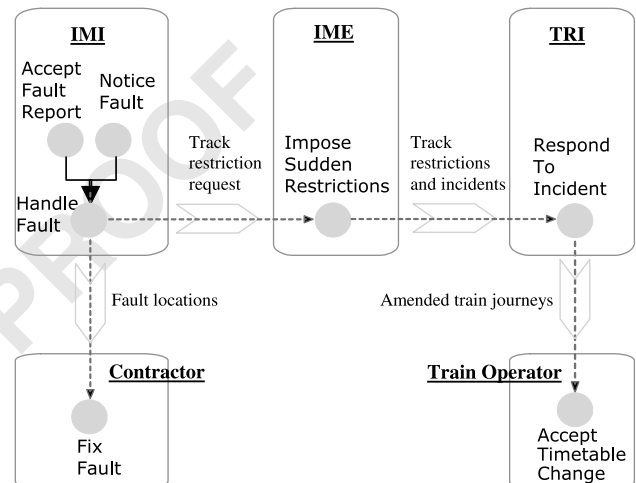 IMI
IME
TRI
Accept
Fault
Report
Notice
Fault
Handle
Fault
Track
restriction
request
Impose
Sudden
Restrictions
Track
restrictions
and incidents
Respond
To
Incident
Fault locations
Amended train journeys
Contractor
Train Operator
Fix
Fault
Accept
Timetable
Change
PROOF